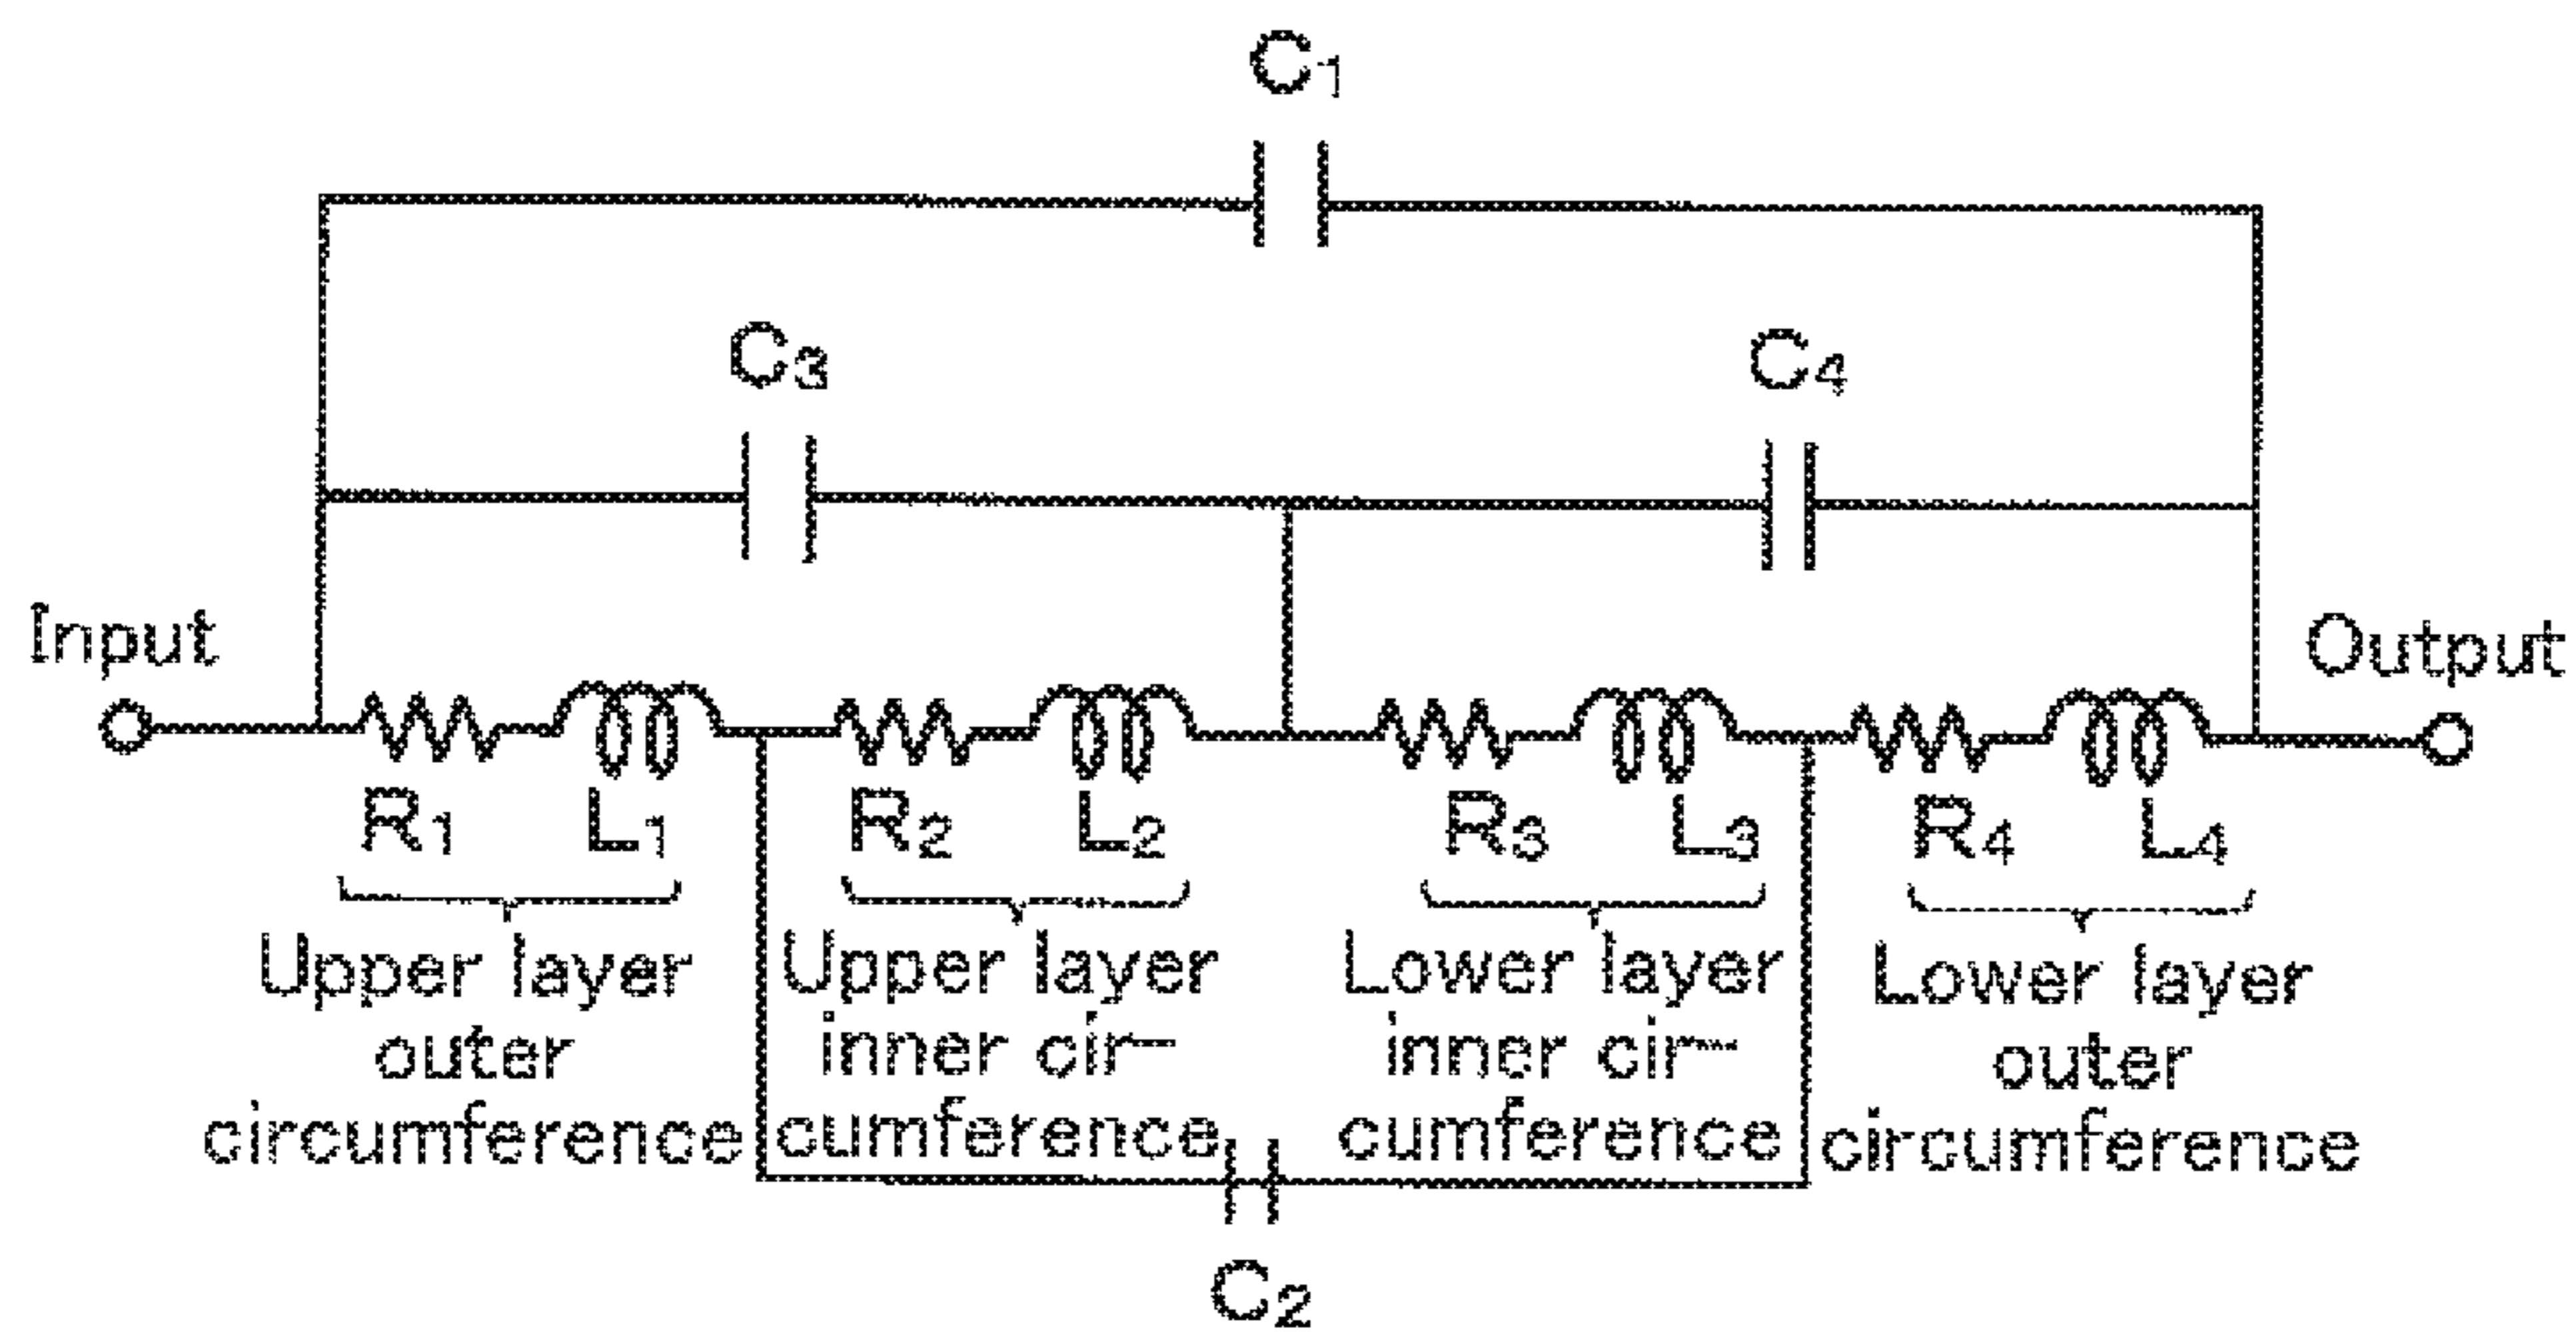 C1
C3
C4
Input
Output
R1
L1
R2
L2
R3
L3
R4
L4
Upper layer
outer
circumference
Upper layer
inner cir-
cumference
Lower layer
inner cir-
cumference
Lower layer
outer
circumference
C2